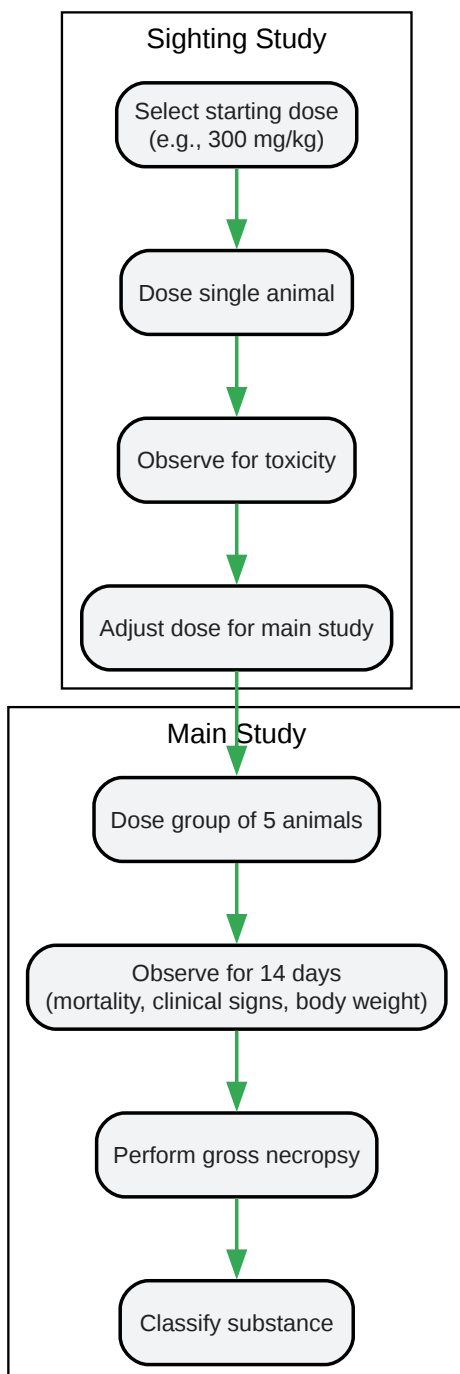 Sighting Study
Select starting dose
(e.g., 300 mg/kg)
Dose single animal
Observe for toxicity
Adjust dose for main study
Main Study
Dose group of 5 animals
Observe for 14 days
(mortality, clinical signs, body weight)
Perform gross necropsy
Classify substance